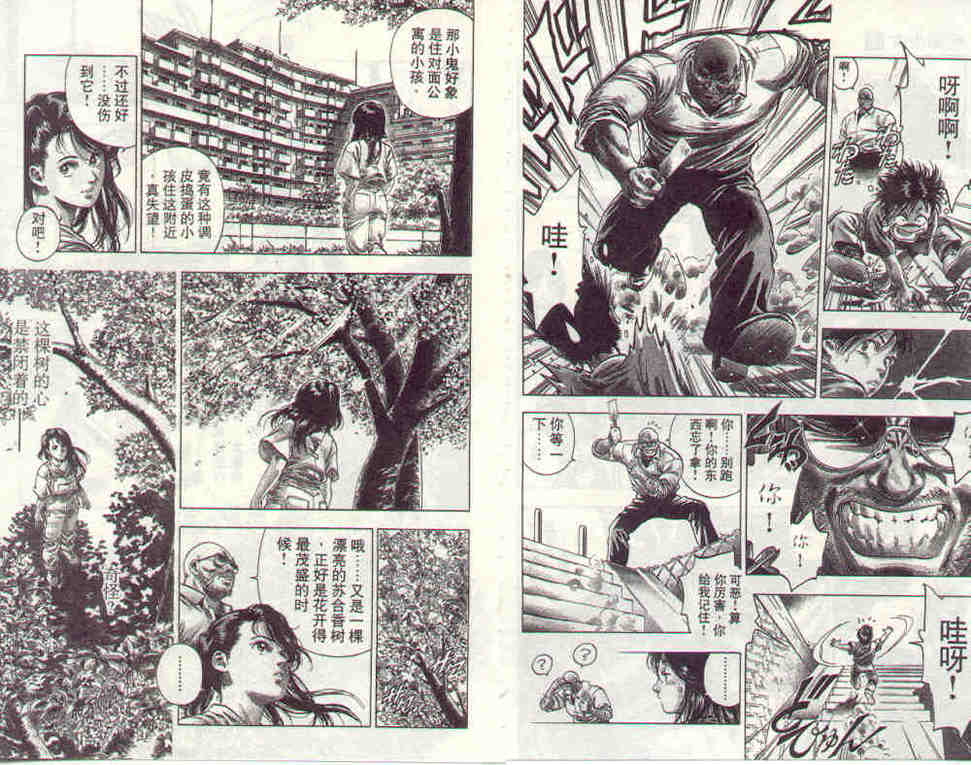 呀啊啊！
啊！
わた
わた
哇！
你！
你！
你……别跑
啊！你的东
西忘了拿！
你等一
下……
哇呀！
可恶！算
你厉害，你
给我记住！
？
？
………
那小鬼好象
是住对面公
寓的小孩．
竟有这种调
皮捣蛋的小
孩住这附近
．真失望！
不过还好
……没伤
到它！
对吧！
这棵树的心
是禁闭着的
奇怪
哦……又是一棵
漂亮的苏合香树
．正好是花开得
最茂盛的时
候！
………